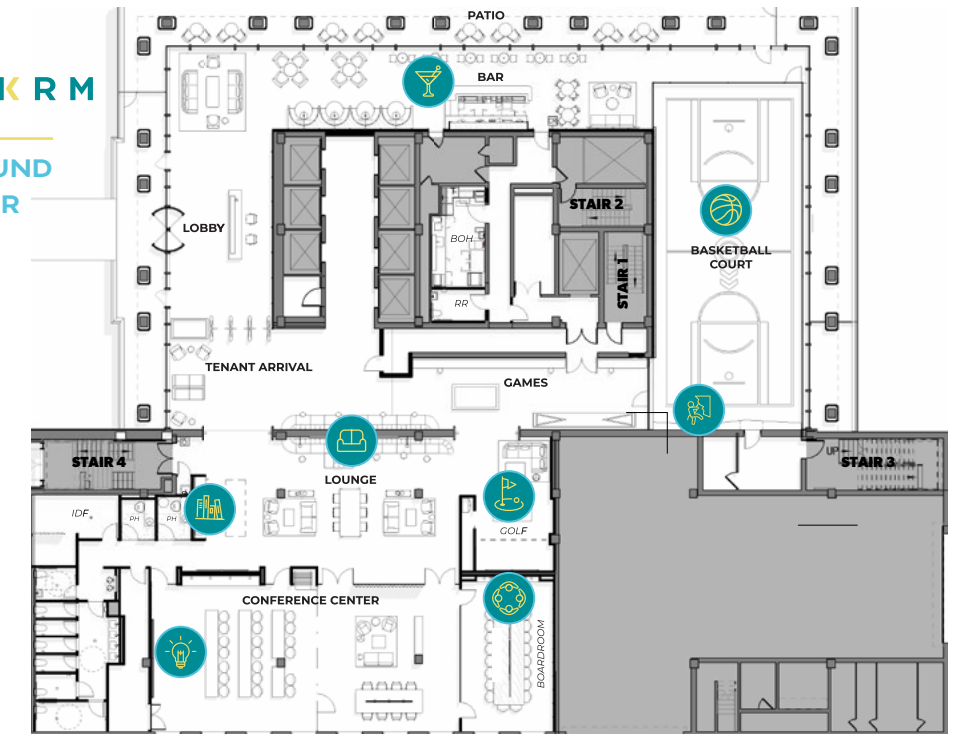 PATIO
BAR
KRM
UND
R
STAIR 2
LOBBY
BOH
BASKETBALL
COURT
STAIR 1
RR
TENANT ARRIVAL
GAMES
STAIR 4
UP
STAIR 3
LOUNGE
IDF
PH
PH
GOLF
CONFERENCE CENTER
BOARDROOM